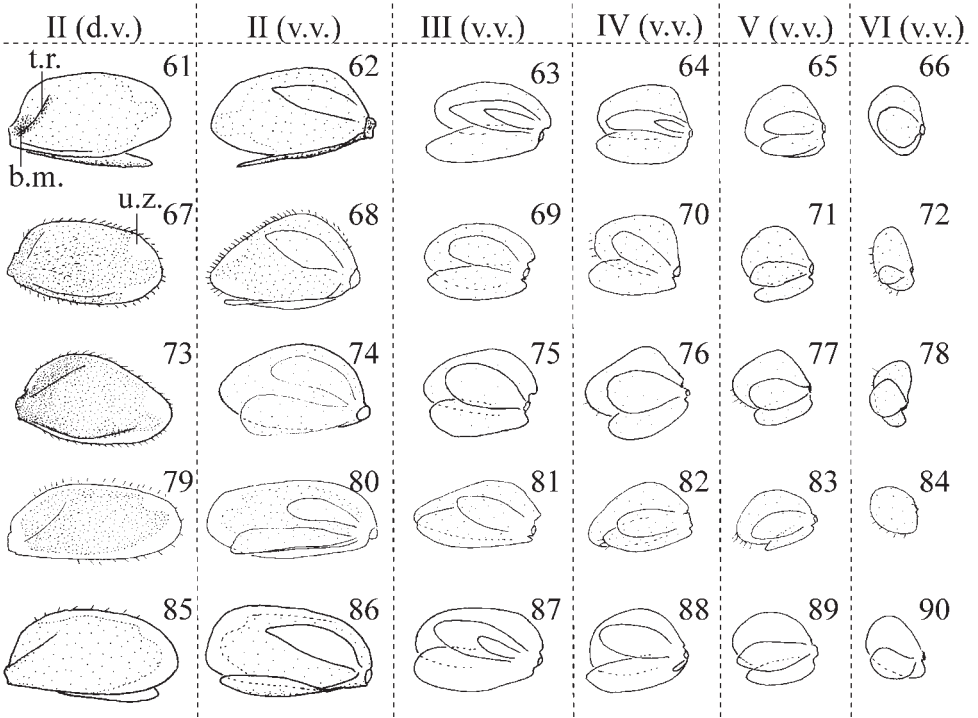 II (d.v.) II (v.v.) III (v.v.) IV (v.v.) V (v.v.) VI (v.v.)
61 62 63 64 65 66
t.r.
b.m.
u.z.
67 68 69 70 71 72
73 74 75 76 77 78
79 80 81 82 83 84
85 86 87 88 89 90